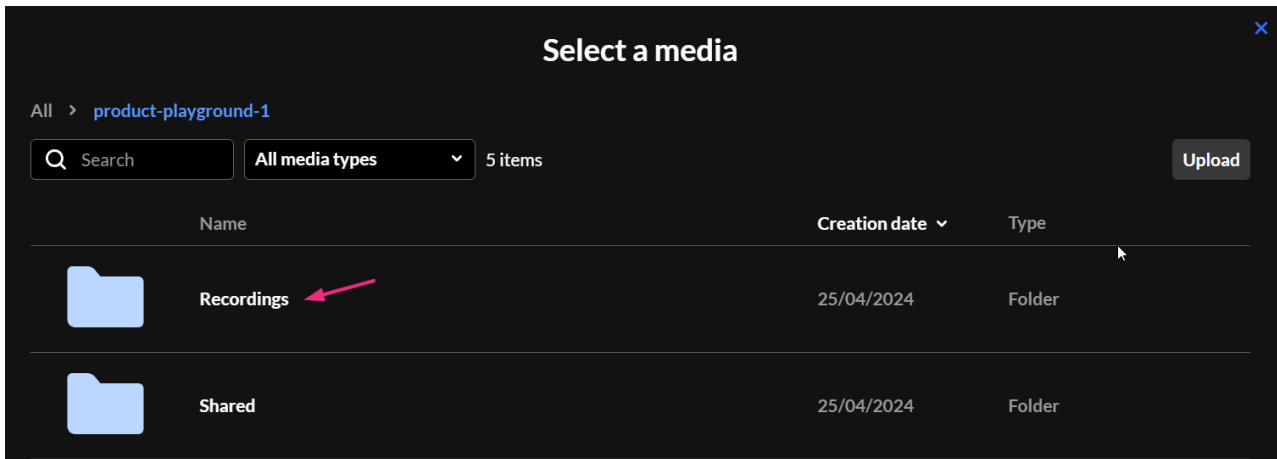 Select a media
All > product-playground-1
Search All media types 5 items Upload
Name Creation date Type
Recordings 25/04/2024 Folder
Shared 25/04/2024 Folder